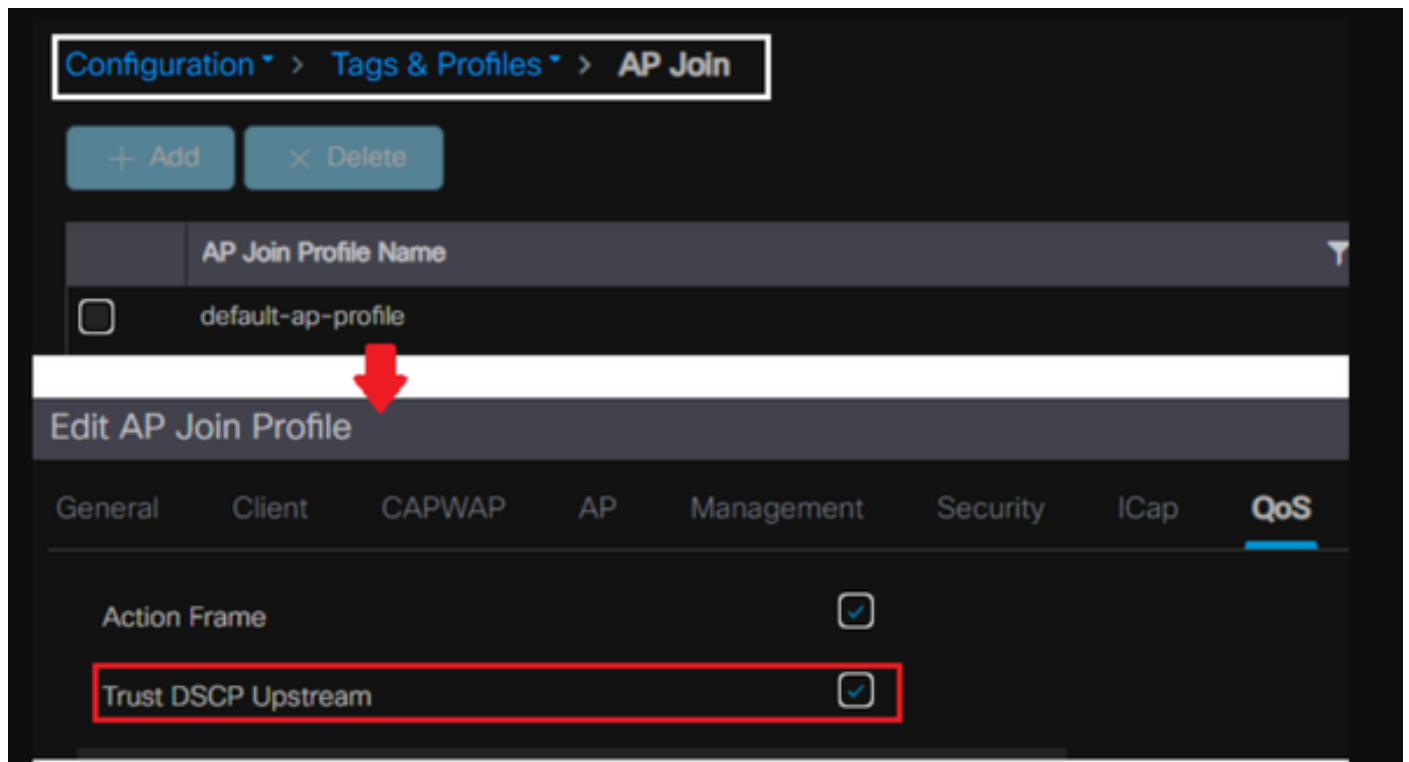 Configuration > Tags & Profiles > AP Join
+ Add × Delete
AP Join Profile Name
default-ap-profile
Edit AP Join Profile
General Client CAPWAP AP Management Security ICap QoS
Action Frame
Trust DSCP Upstream